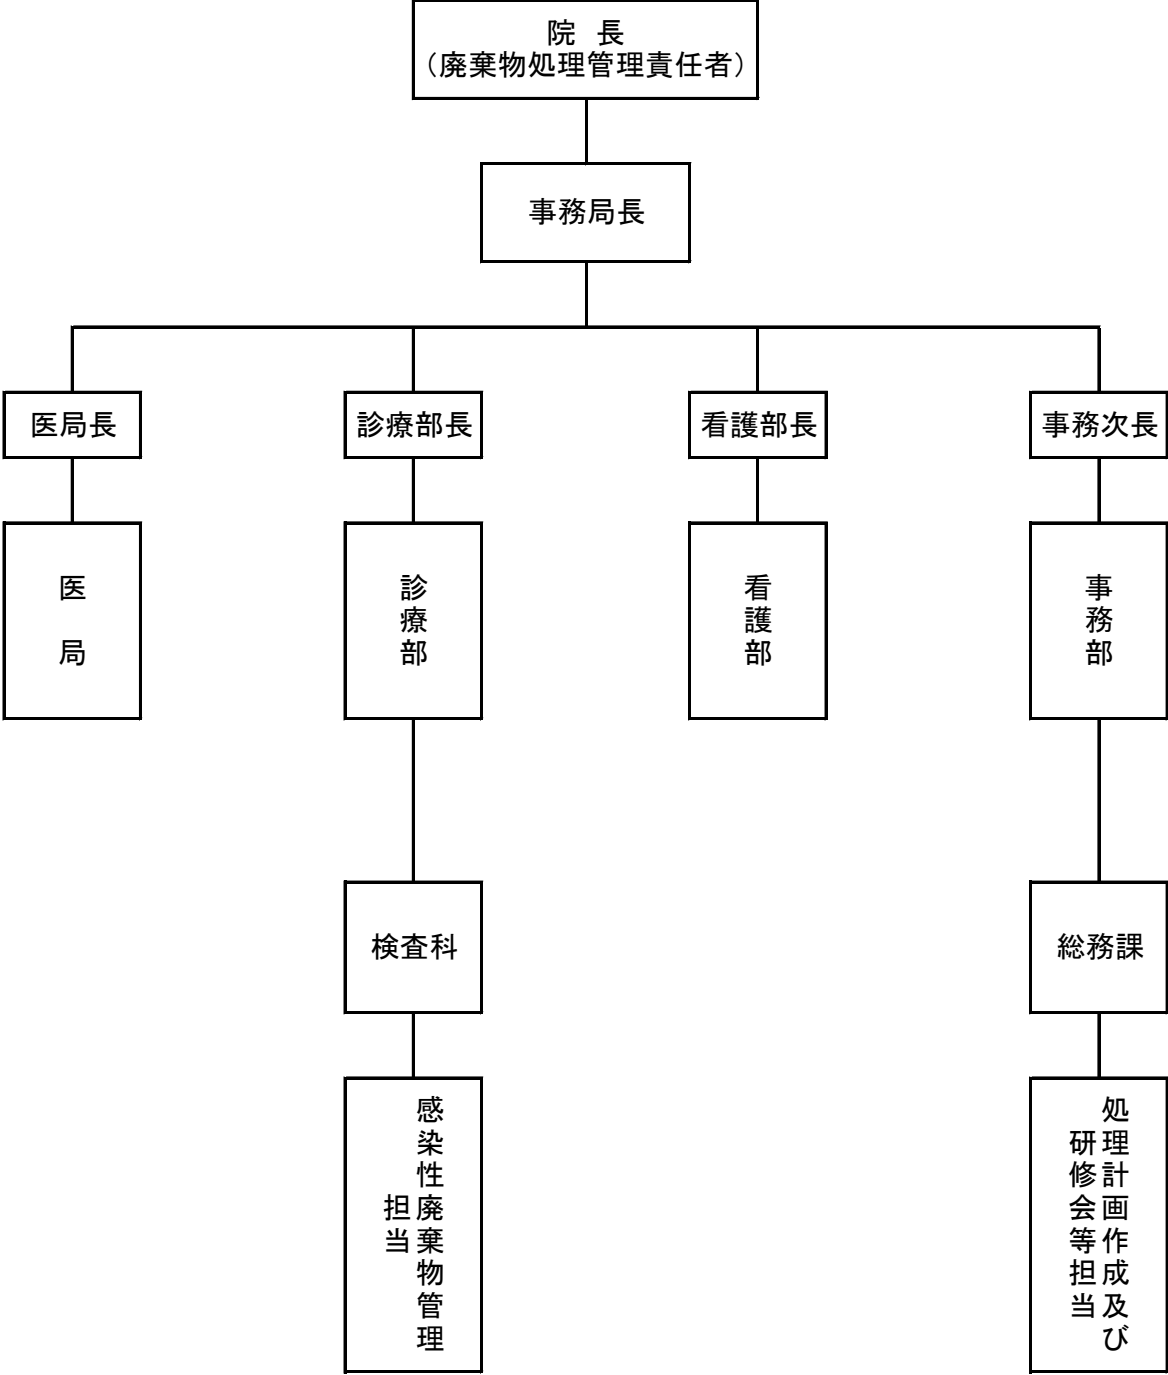 院 長
（廃棄物処理管理責任者）
事務局長
医局長
診療部長
看護部長
事務次長
医局
診療部
看護部
事務部
検査科
総務課
感染性廃棄物管理
担当
処理計画作成及び
研修会等担当